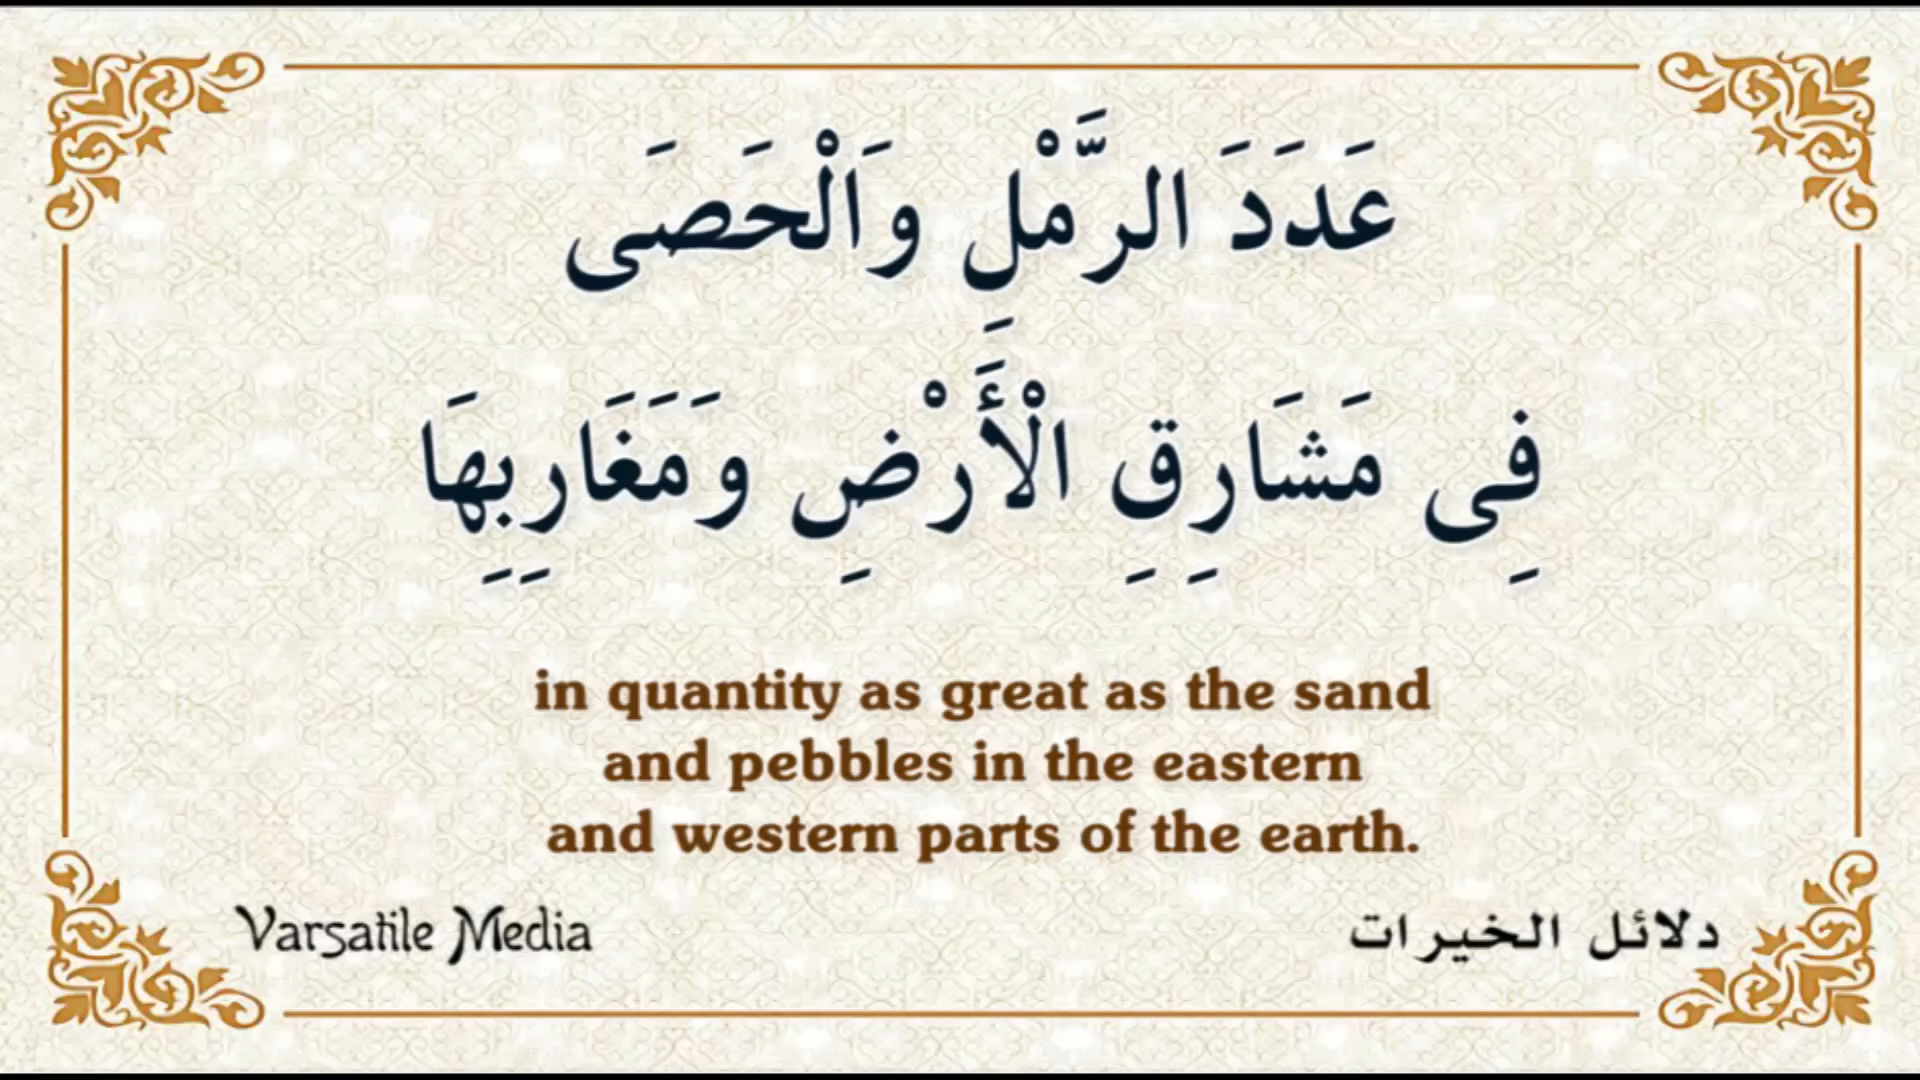 عَدَدَ الرَّمْلِ وَالْحَصَى
فِى مَشَارِقِ الْأَرْضِ وَمَغَارِبِهَا
in quantity as great as the sand
and pebbles in the eastern
and western parts of the earth.
Varsatile Media
دلائل الخيرات